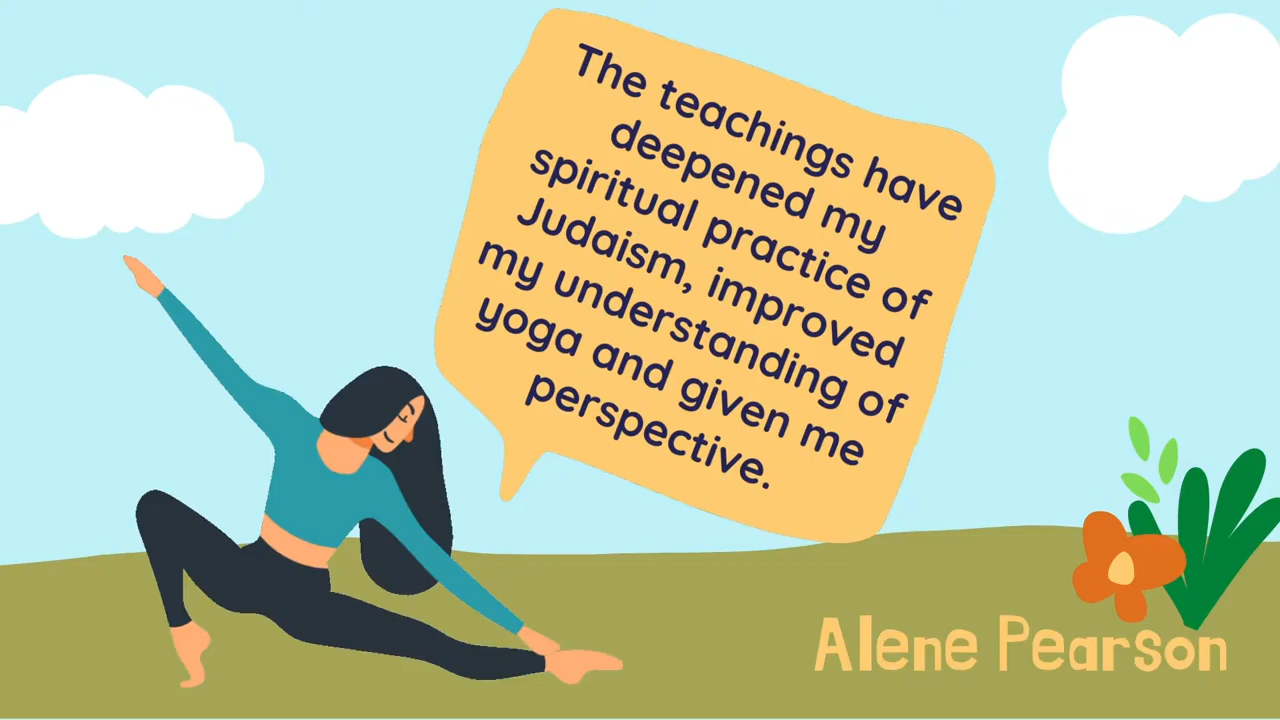 The teachings have
deepened my
spiritual practice of
Judaism, improved
my understanding of
yoga and given me
perspective.
Alene Pearson